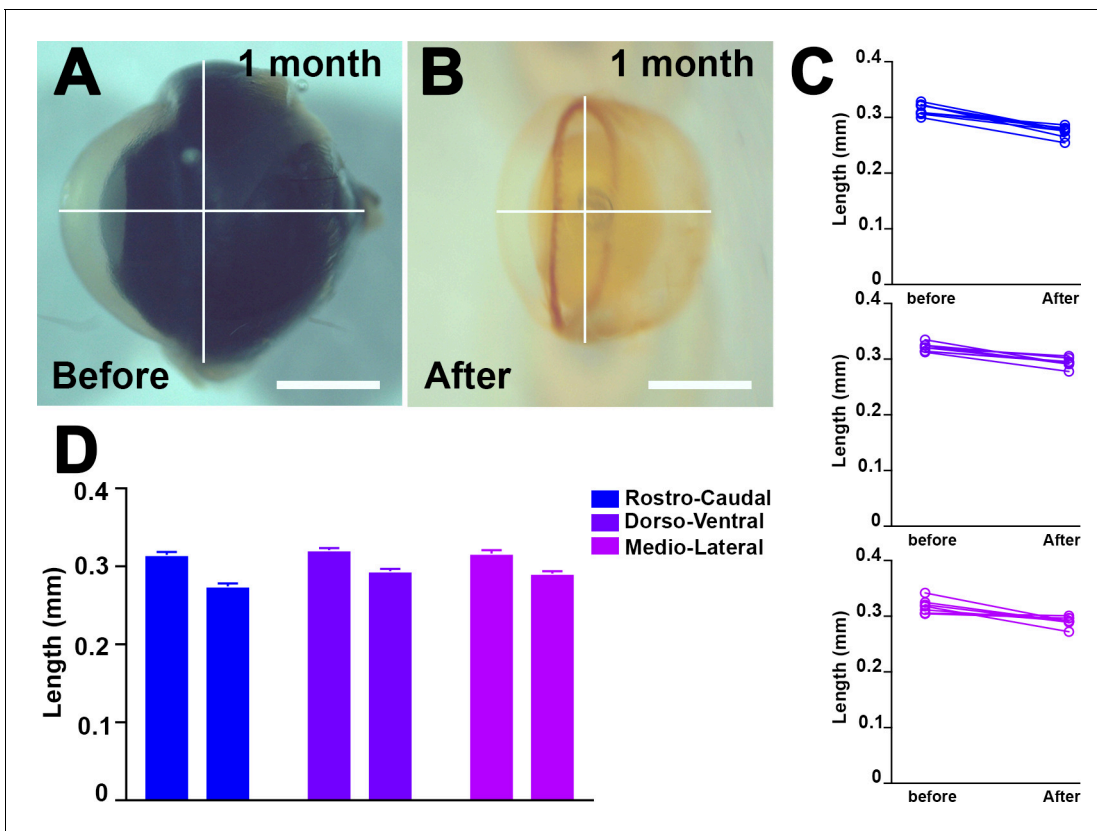 A
1 month
Before
B
1 month
After
C
0.4
0.3
0.2
0.1
0
Length (mm)
before
After
0.4
0.3
0.2
0.1
0
Length (mm)
before
After
0.4
0.3
0.2
0.1
0
Length (mm)
before
After
D
0.4
0.3
0.2
0.1
0
Length (mm)
Rostro-Caudal
Dorso-Ventral
Medio-Lateral